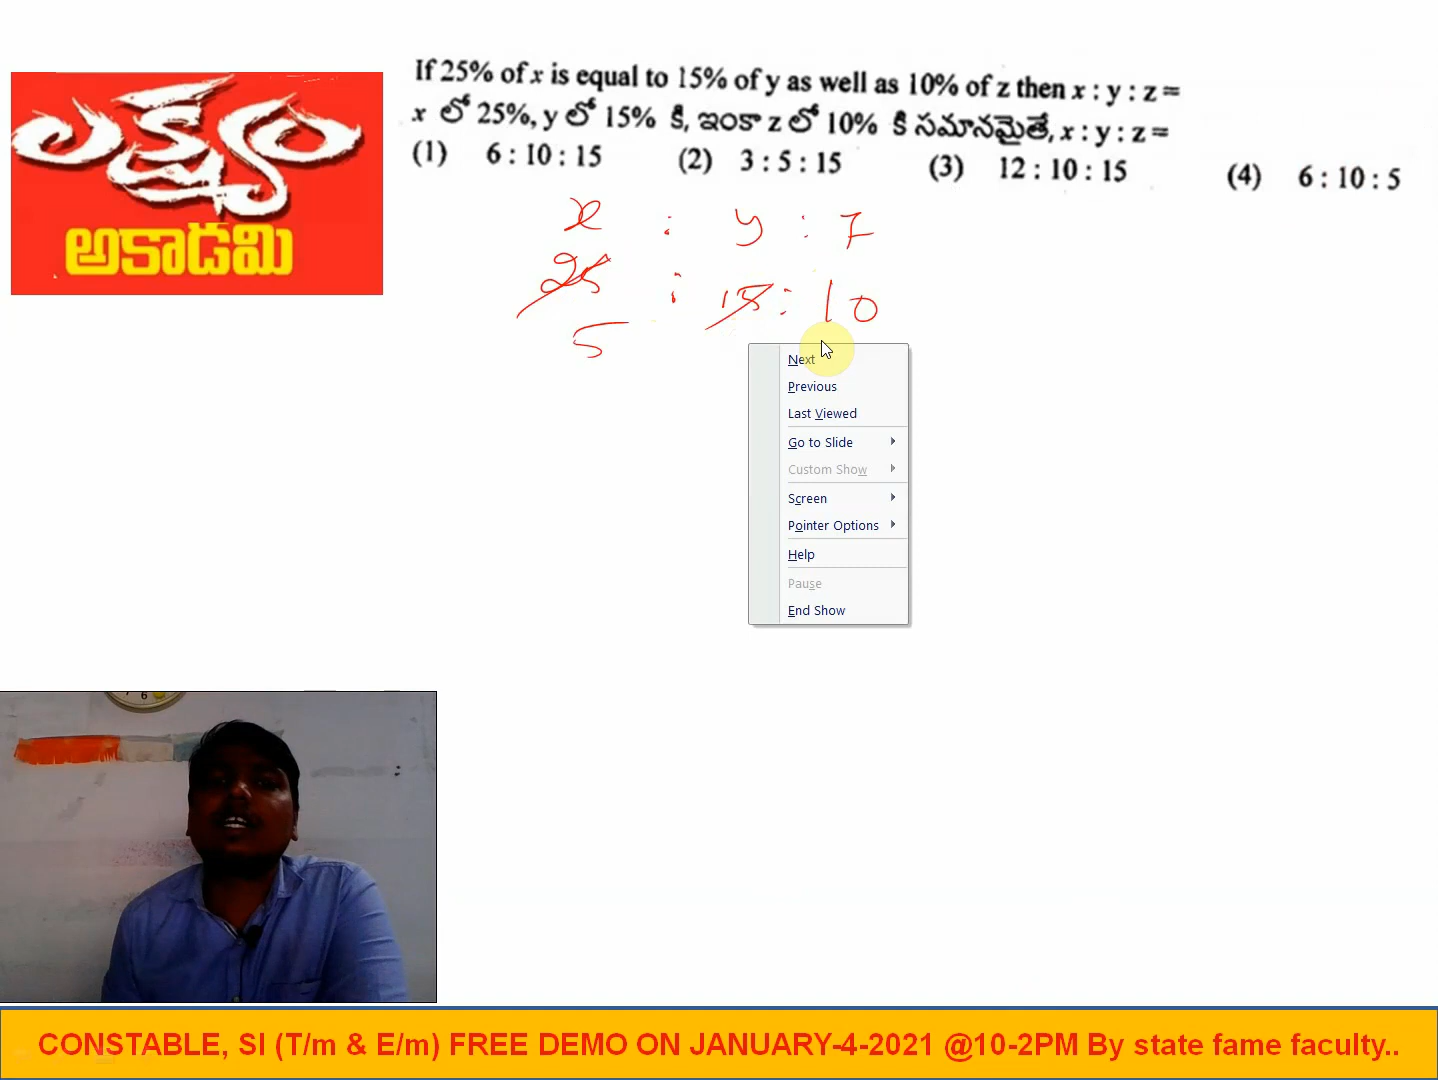 లక్ష్యం
అకాడమి
If 25% of x is equal to 15% of y as well as 10% of z then x : y : z =
x లో 25%, y లో 15% కి, ఇంకా z లో 10% కి సమానమైతే, x : y : z =
(1) 6 : 10 : 15 (2) 3 : 5 : 15 (3) 12 : 10 : 15 (4) 6 : 10 : 5
x : y : z
25 : 15 : 10
5
Next
Previous
Last Viewed
Go to Slide
Custom Show
Screen
Pointer Options
Help
Pause
End Show
6
CONSTABLE, SI (T/m & E/m) FREE DEMO ON JANUARY-4-2021 @10-2PM By state fame faculty..